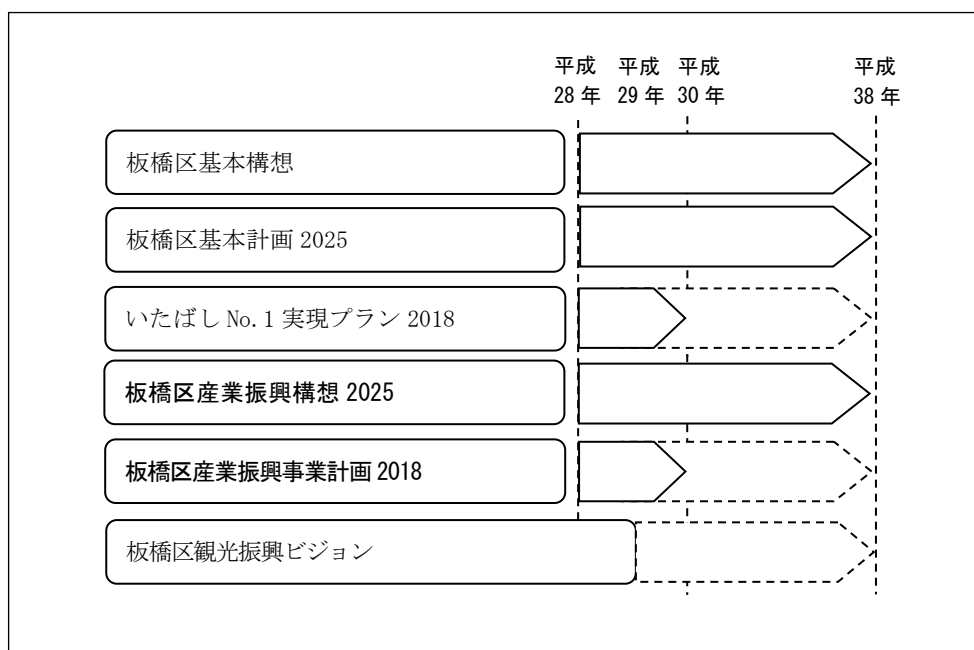 平成 平成 平成 平成
28 年 29 年 30 年 38 年
板橋区基本構想
板橋区基本計画 2025
いたばし No.1 実現プラン 2018
板橋区産業振興構想 2025
板橋区産業振興事業計画 2018
板橋区観光振興ビジョン